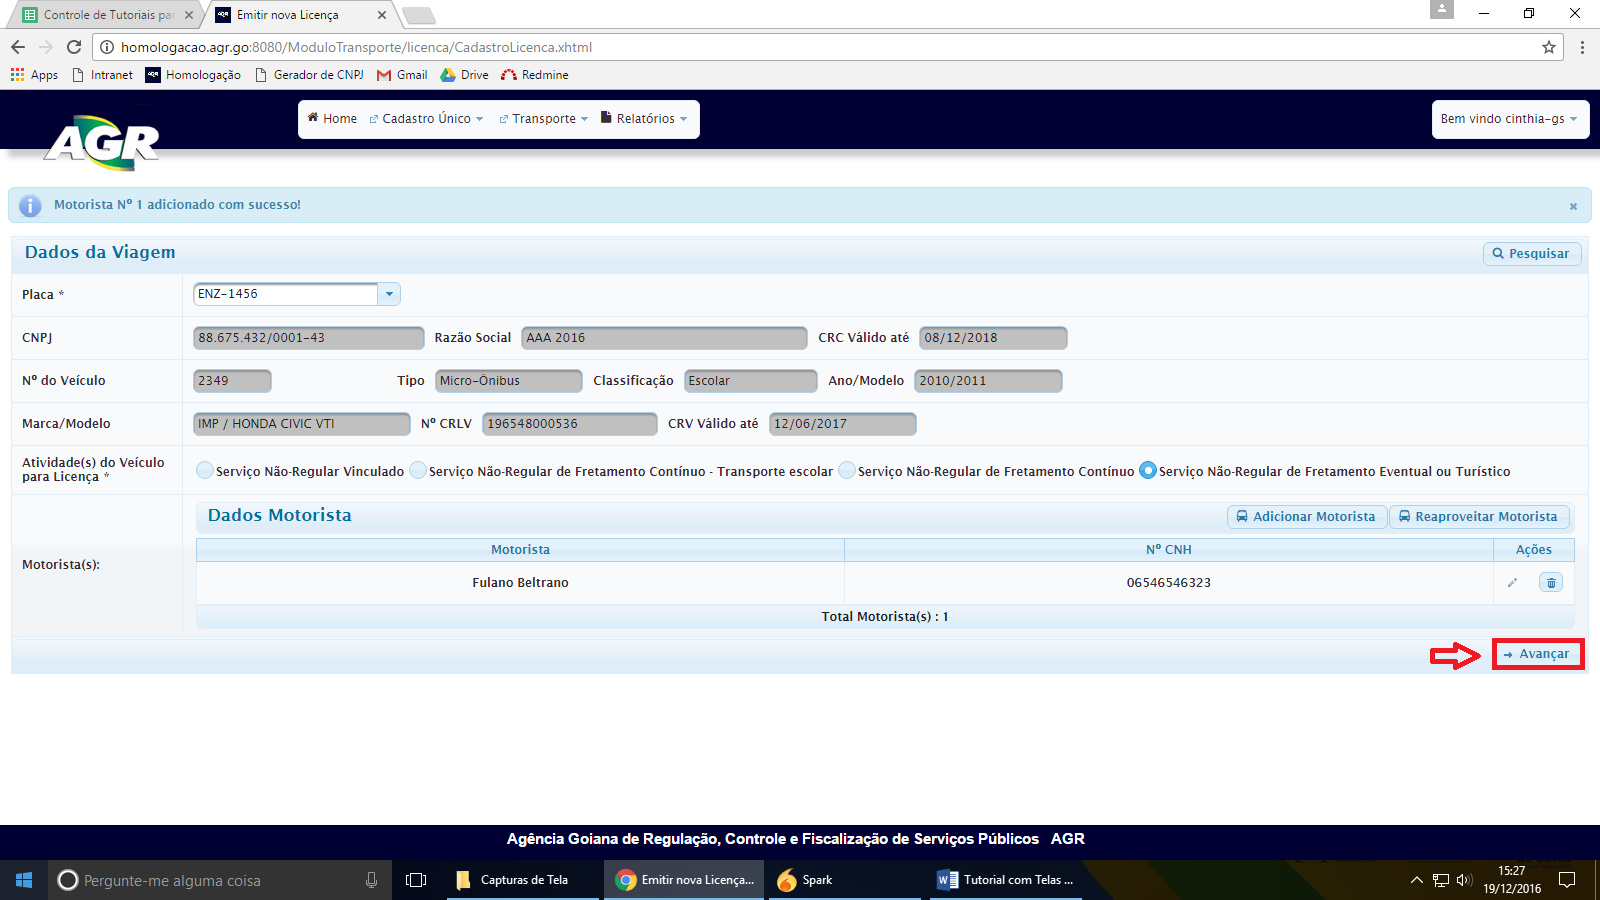 Controle de Tutoriais par
Emitir nova Licença
homologacao.agr.go:8080/ModuloTransporte/licenca/CadastroLicenca.xhtml
Apps Intranet Homologação Gerador de CNPJ Gmail Drive Redmine
AGR
Home Cadastro Único Transporte Relatórios
Bem vindo cinthia-gs
Motorista Nº 1 adicionado com sucesso!
Dados da Viagem
Pesquisar
Placa * ENZ-1456
CNPJ 88.675.432/0001-43 Razão Social AAA 2016 CRC Válido até 08/12/2018
Nº do Veículo 2349 Tipo Micro-Ônibus Classificação Escolar Ano/Modelo 2010/2011
Marca/Modelo IMP / HONDA CIVIC VTI Nº CRLV 196548000536 CRV Válido até 12/06/2017
Atividade(s) do Veículo
para Licença *
Serviço Não-Regular Vinculado Serviço Não-Regular de Fretamento Contínuo - Transporte escolar Serviço Não-Regular de Fretamento Contínuo Serviço Não-Regular de Fretamento Eventual ou Turístico
Motorista(s):
Dados Motorista
Adicionar Motorista Reaproveitar Motorista
Motorista Nº CNH Ações
Fulano Beltrano 06546546323
Total Motorista(s) : 1
Avançar
Agência Goiana de Regulação, Controle e Fiscalização de Serviços Públicos AGR
Pergunte-me alguma coisa
Capturas de Tela
Emitir nova Licença...
Spark
Tutorial com Telas ...
15:27
19/12/2016